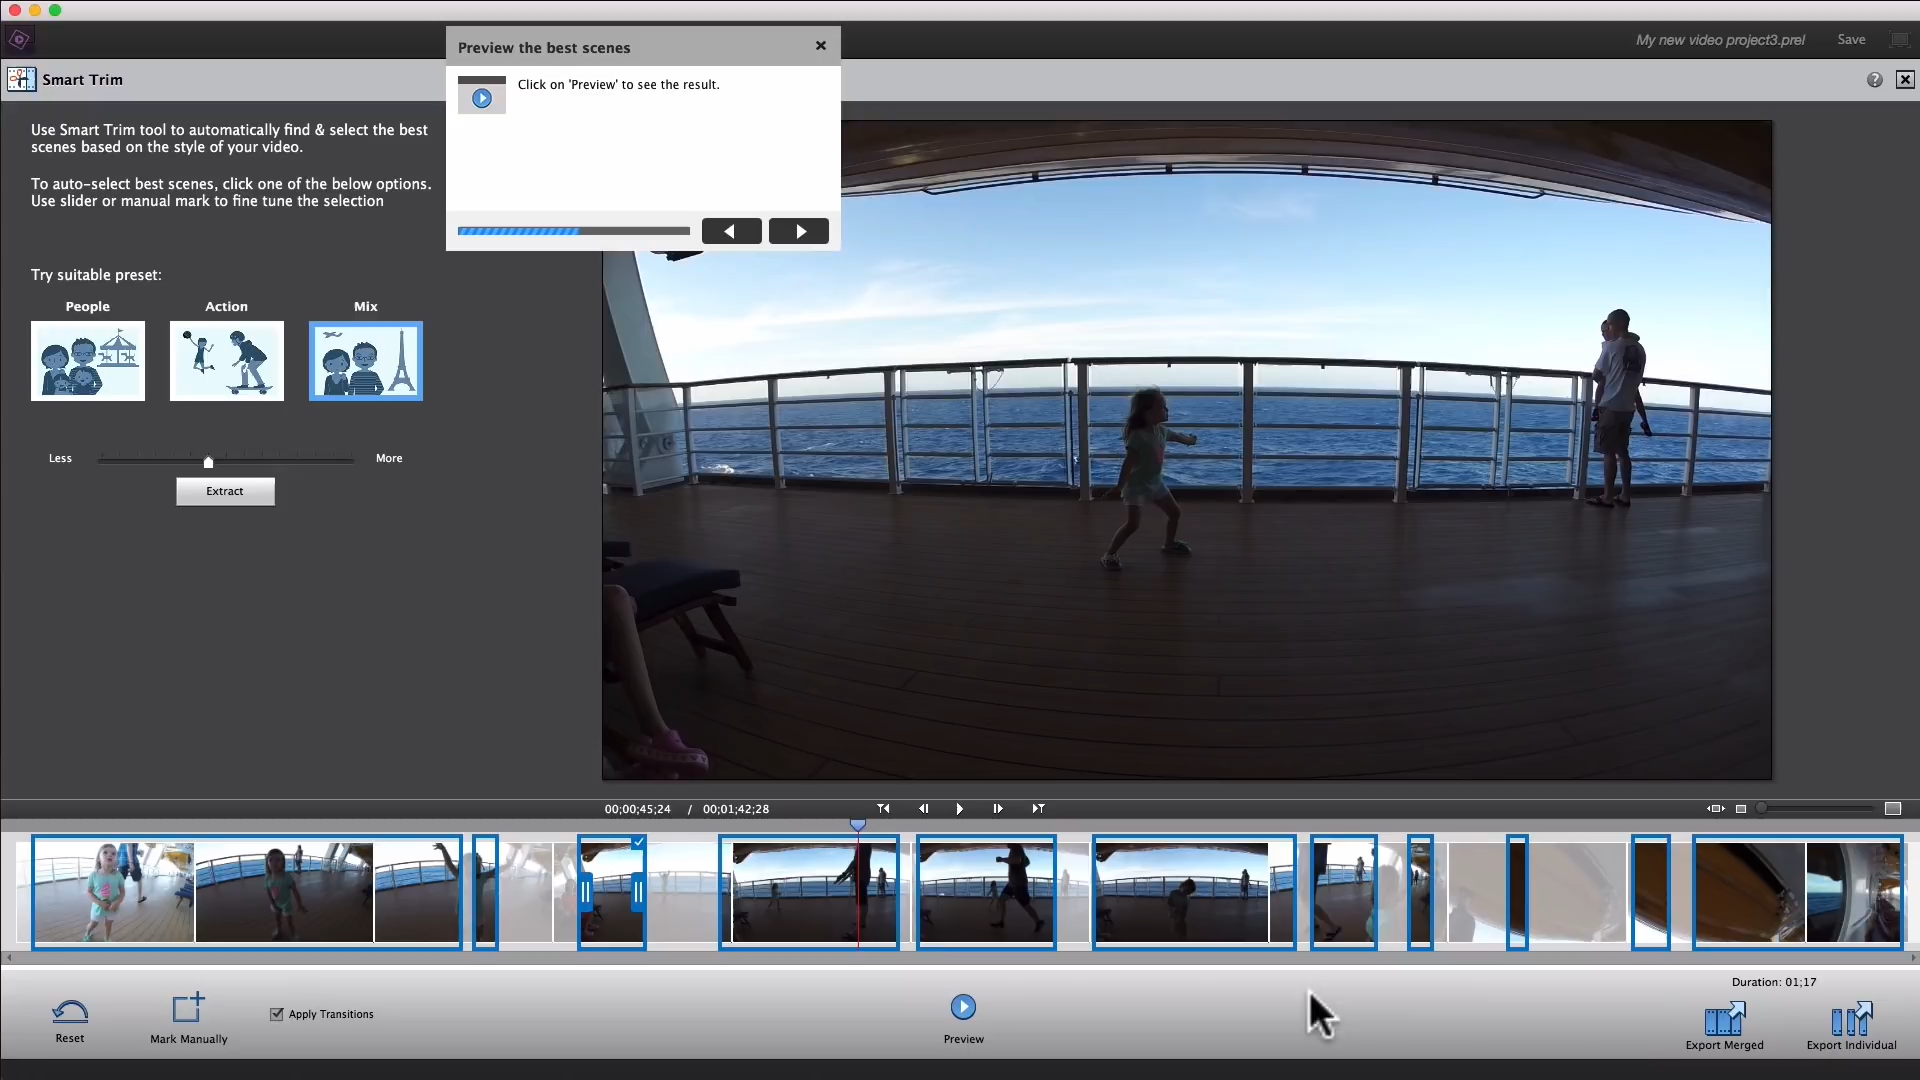 Preview the best scenes
My new video project3.prel
Save
Smart Trim
Click on 'Preview' to see the result.
Use Smart Trim tool to automatically find & select the best
scenes based on the style of your video.
To auto-select best scenes, click one of the below options.
Use slider or manual mark to fine tune the selection
Try suitable preset:
People
Action
Mix
Less
More
Extract
00;00;45;24 / 00;01;42;28
Duration: 01;17
Reset
Mark Manually
Apply Transitions
Preview
Export Merged
Export Individual